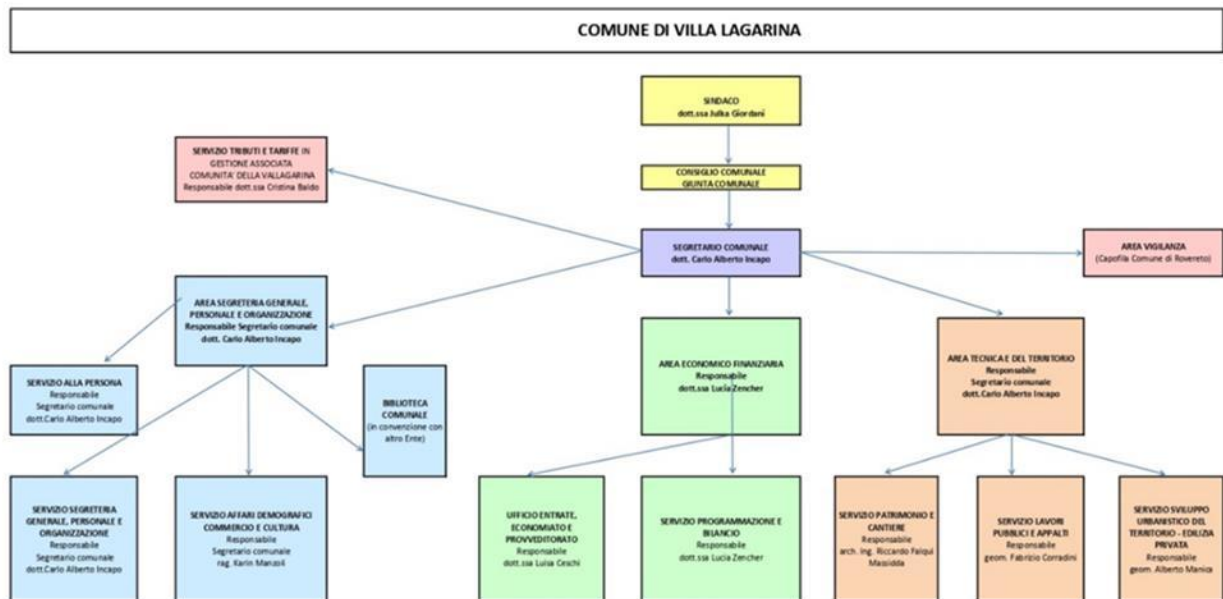 COMUNE DI VILLA LAGARINA
SINDACO
dott.ssa Julka Giordani
SERVIZIO TRIBUTI E TARIFFE IN
GESTIONE ASSOCIATA
COMUNITA' DELLA VALLAGARINA
Responsabile dott.ssa Cristina Baldo
CONSIGLIO COMUNALE
GIUNTA COMUNALE
SEGRETARIO COMUNALE
dott. Carlo Alberto Incapo
AREA VIGILANZA
(Capofila Comune di Rovereto)
AREA SEGRETERIA GENERALE,
PERSONALE E ORGANIZZAZIONE
Responsabile Segretario comunale
dott. Carlo Alberto Incapo
AREA ECONOMICO FINANZIARIA
Responsabile
dott.ssa Lucia Zencher
AREA TECNICA E DEL TERRITORIO
Responsabile
Segretario comunale
dott.Carlo Alberto Incapo
SERVIZIO ALLA PERSONA
Responsabile
Segretario comunale
dott.Carlo Alberto Incapo
BIBLIOTECA
COMUNALE
(in convenzione con
altro Ente)
SERVIZIO SEGRETERIA
GENERALE, PERSONALE E
ORGANIZZAZIONE
Responsabile
Segretario comunale
dott.Carlo Alberto Incapo
SERVIZIO AFFARI DEMOGRAFICI
COMMERCIO E CULTURA
Responsabile
Segretario comunale
rag. Karin Manzoli
UFFICIO ENTRATE,
ECONOMIATO E
PROVVEDITORATO
Responsabile
dott.ssa Luisa Ceschi
SERVIZIO PROGRAMMAZIONE E
BILANCIO
Responsabile
dott.ssa Lucia Zencher
SERVIZIO PATRIMONIO E
CANTIERE
Responsabile
arch. ing. Riccardo Falqui
Massidda
SERVIZIO LAVORI
PUBBLICI E APPALTI
Responsabile
geom. Fabrizio Corradini
SERVIZIO SVILUPPO
URBANISTICO DEL
TERRITORIO - EDILIZIA
PRIVATA
Responsabile
geom. Alberto Manica